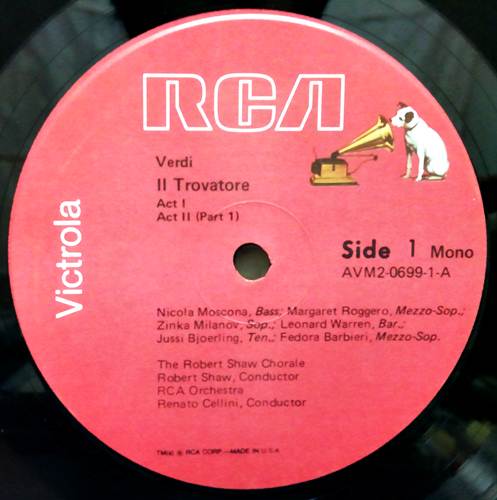 RCA
Verdi
Il Trovatore
Act I
Act II (Part 1)
Victrola
Side 1 Mono
AVM2-0699-1-A
Nicola Moscona, Bass; Margaret Roggero, Mezzo-Sop.;
Zinka Milanov, Sop.; Leonard Warren, Bar.;
Jussi Bjoerling, Ten.; Fedora Barbieri, Mezzo-Sop.
The Robert Shaw Chorale
Robert Shaw, Conductor
RCA Orchestra
Renato Cellini, Conductor
TM(s) ® RCA CORP.—MADE IN U.S.A.